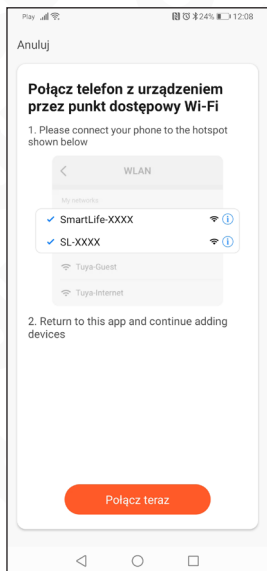 Play 24% 12:08
Anuluj
Połącz telefon z urządzeniem
przez punkt dostępowy Wi-Fi
1. Please connect your phone to the hotspot
shown below
WLAN
My networks
SmartLife-XXXX
SL-XXXX
Tuya-Guest
Tuya-Internet
2. Return to this app and continue adding
devices
Połącz teraz